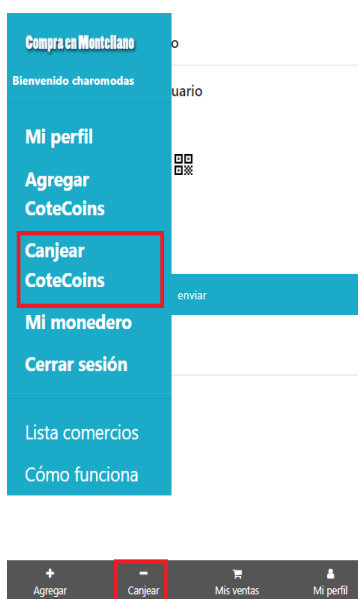 Compra en Montellano
o
Bienvenido charomodas
uario
Mi perfil
Agregar
CoteCoins
Canjear
CoteCoins
enviar
Mi monedero
Cerrar sesión
Lista comercios
Cómo funciona
Agregar
Canjear
Mis ventas
Mi perfil